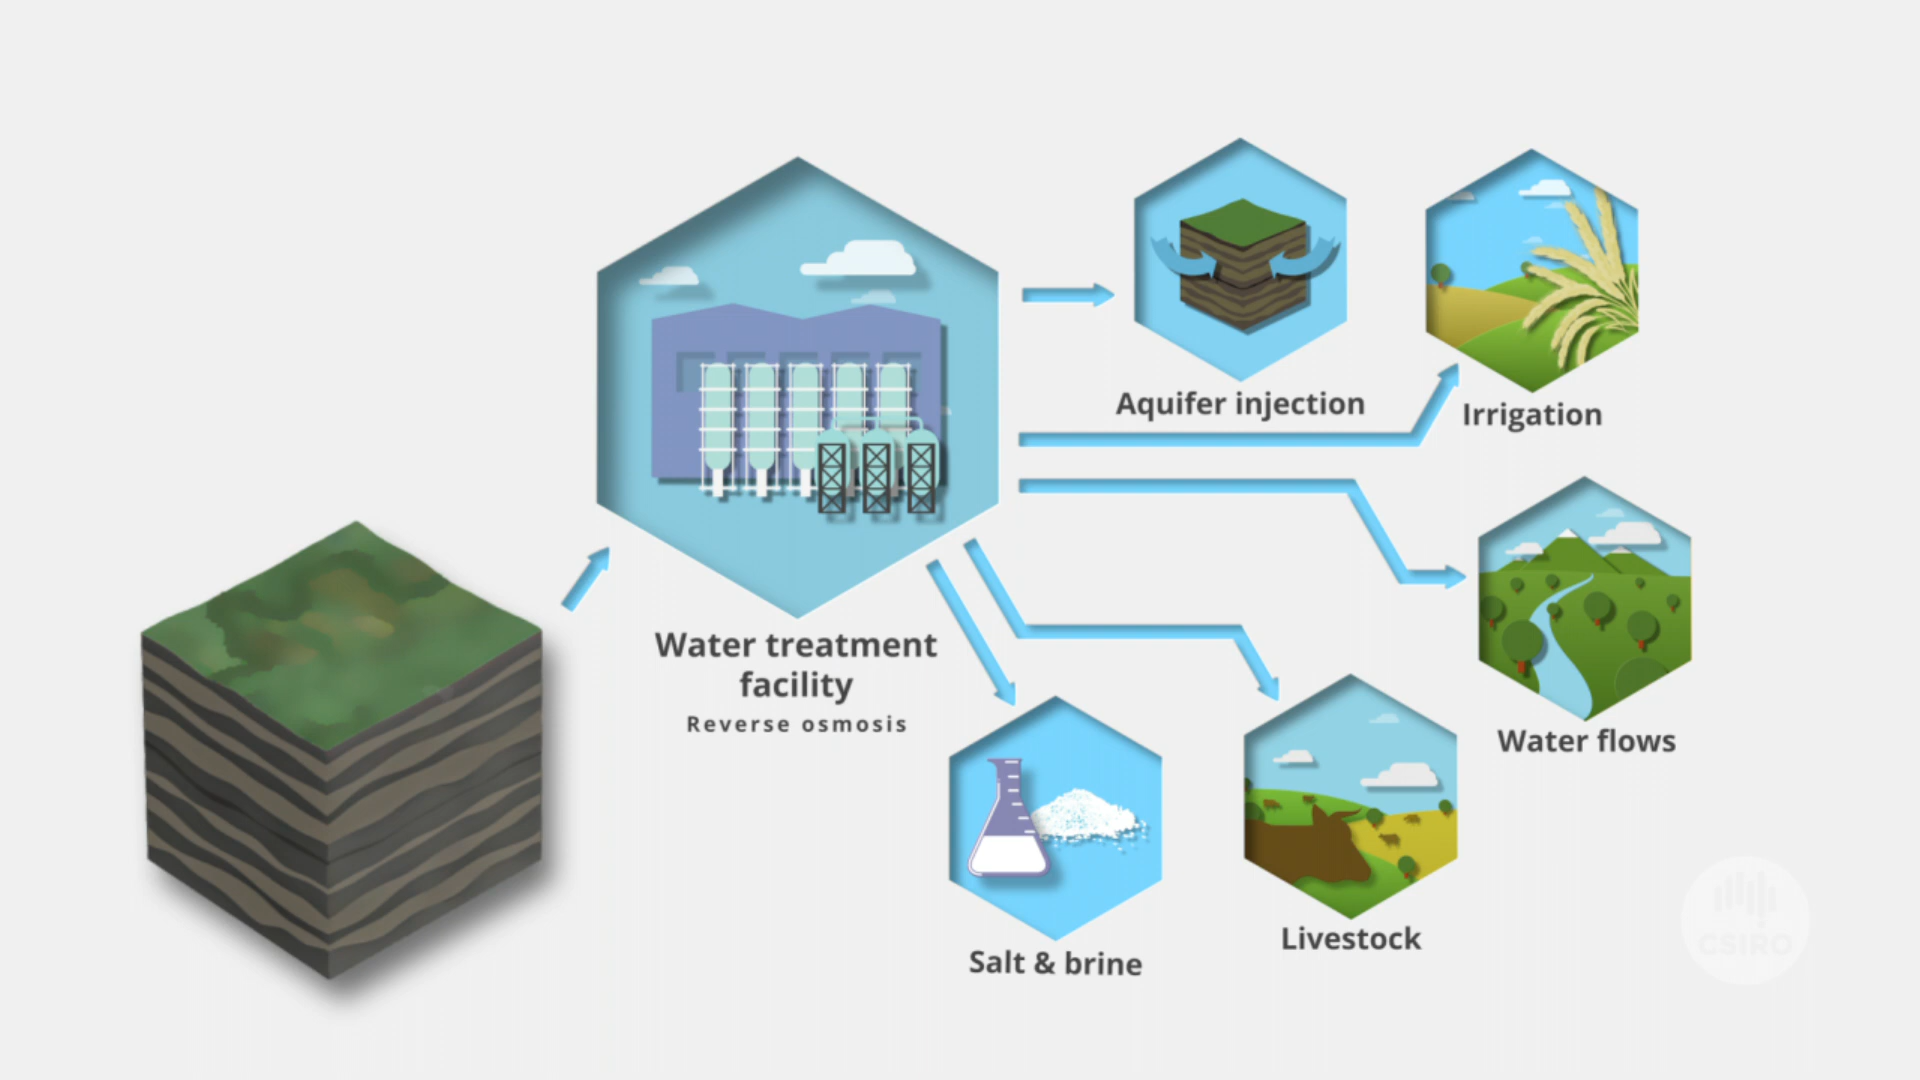 Aquifer injection
Irrigation
Water treatment
facility
Reverse osmosis
Water flows
Livestock
Salt & brine
CSIRO